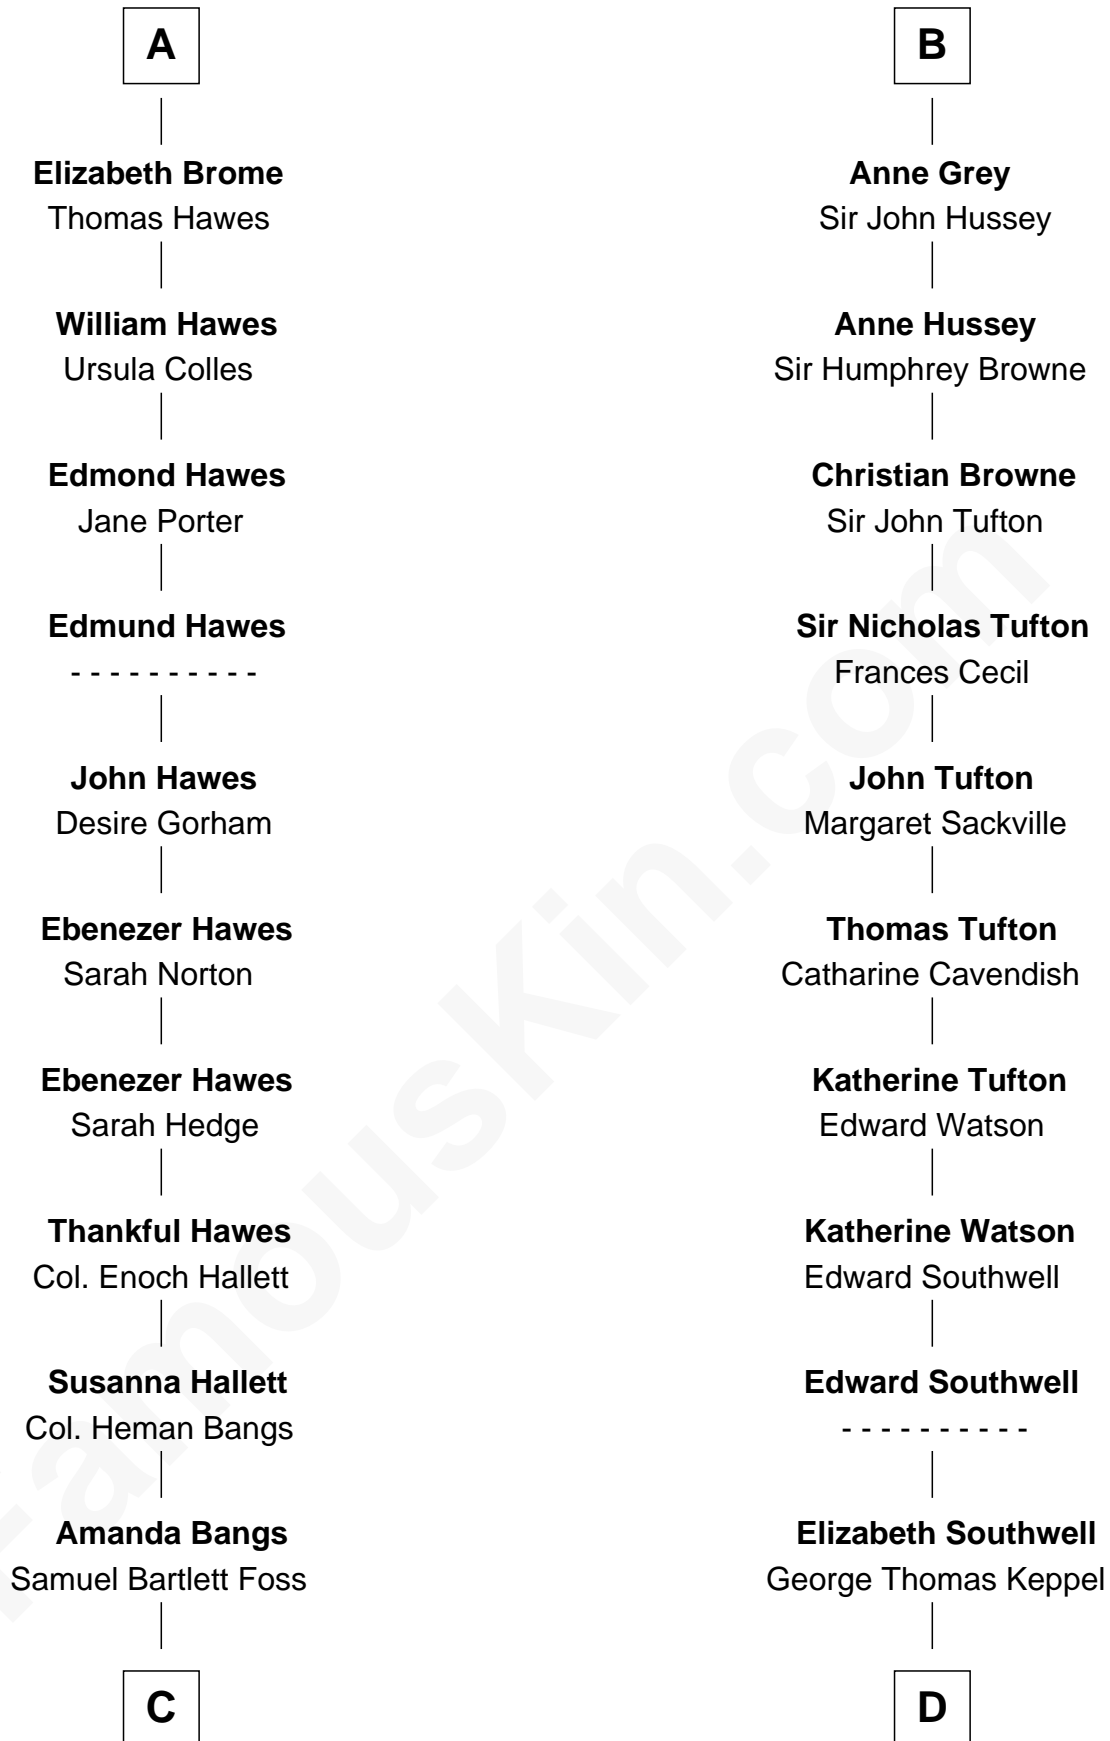 A
Elizabeth Brome
Thomas Hawes
William Hawes
Ursula Colles
Edmond Hawes
Jane Porter
Edmund Hawes
- - - - - - - - - -
John Hawes
Desire Gorham
Ebenezer Hawes
Sarah Norton
Ebenezer Hawes
Sarah Hedge
Thankful Hawes
Col. Enoch Hallett
Susanna Hallett
Col. Heman Bangs
Amanda Bangs
Samuel Bartlett Foss
C
B
Anne Grey
Sir John Hussey
Anne Hussey
Sir Humphrey Browne
Christian Browne
Sir John Tufton
Sir Nicholas Tufton
Frances Cecil
John Tufton
Margaret Sackville
Thomas Tufton
Catharine Cavendish
Katherine Tufton
Edward Watson
Katherine Watson
Edward Southwell
Edward Southwell
- - - - - - - - - -
Elizabeth Southwell
George Thomas Keppel
D
FamousKin.com